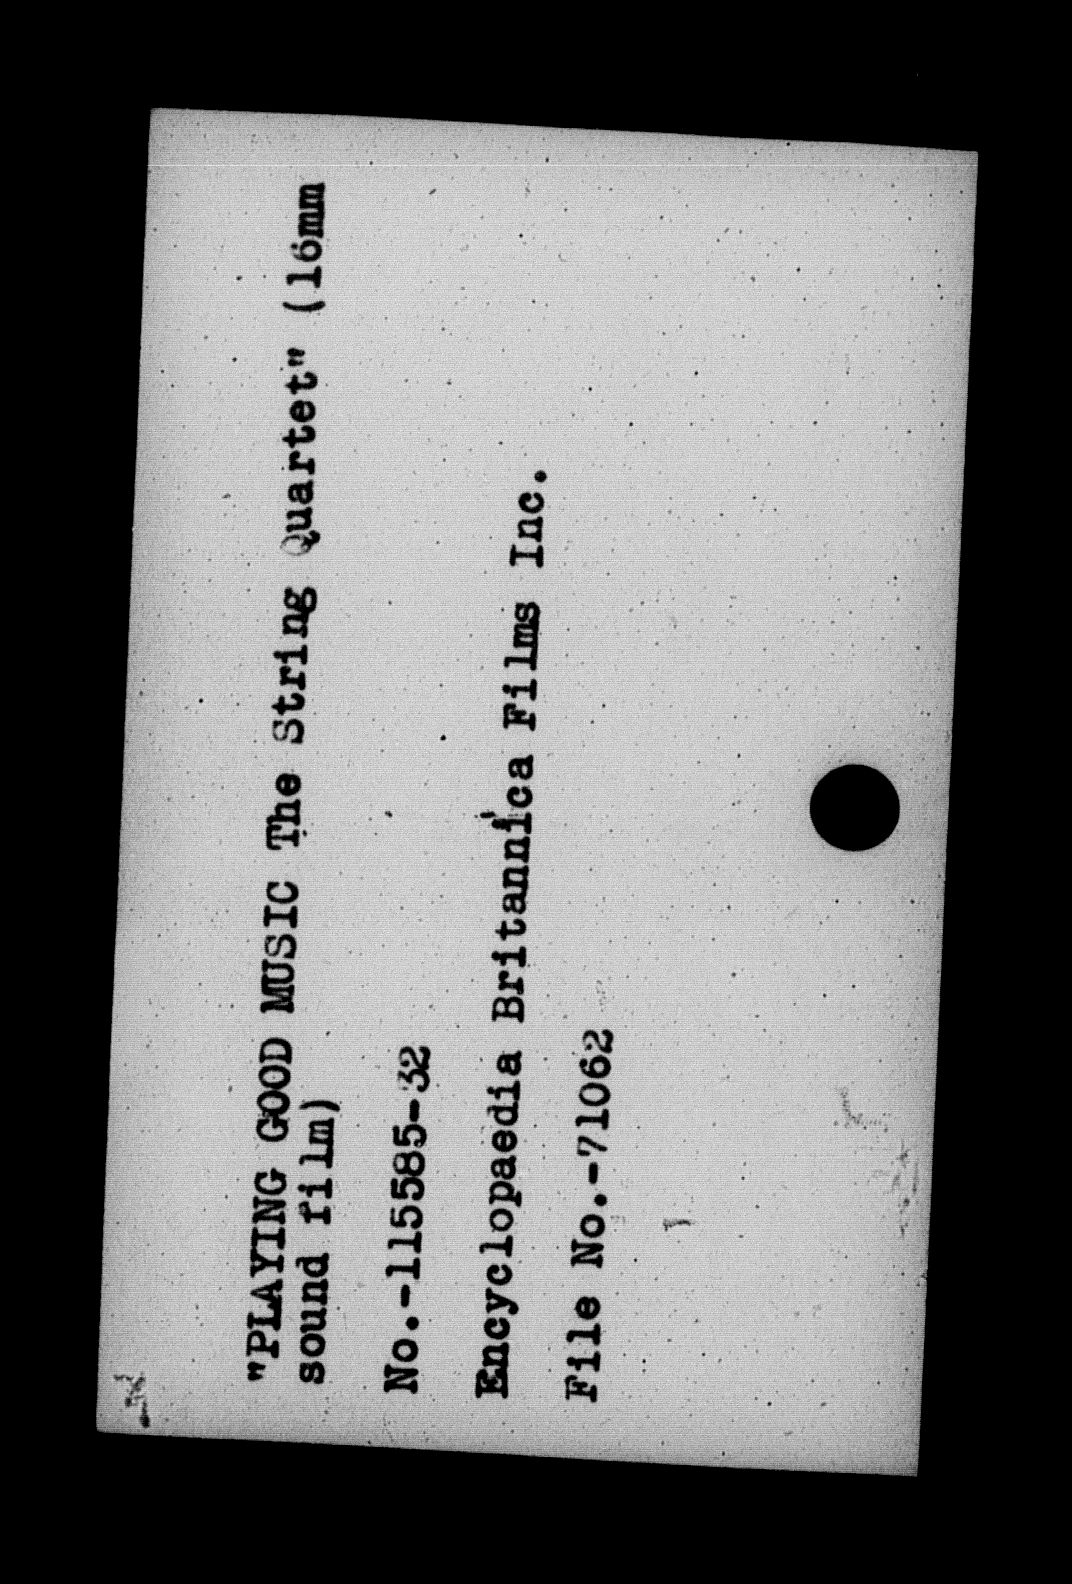 "PLAYING GOOD MUSIC The String Quartet" (16mm
sound film)
No.-115585-32
Encyclopaedia Britannica Films Inc.
File No.-71062